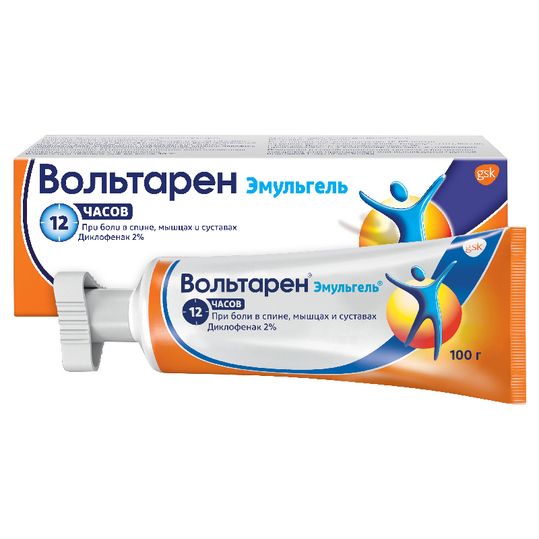 Вольтарен Эмульгель
12 ЧАСОВ
При боли в спине, мышцах и суставах
Диклофенак 2%
gsk
Вольтарен® Эмульгель®
12 ЧАСОВ
При боли в спине, мышцах и суставах
Диклофенак 2%
gsk
100 г